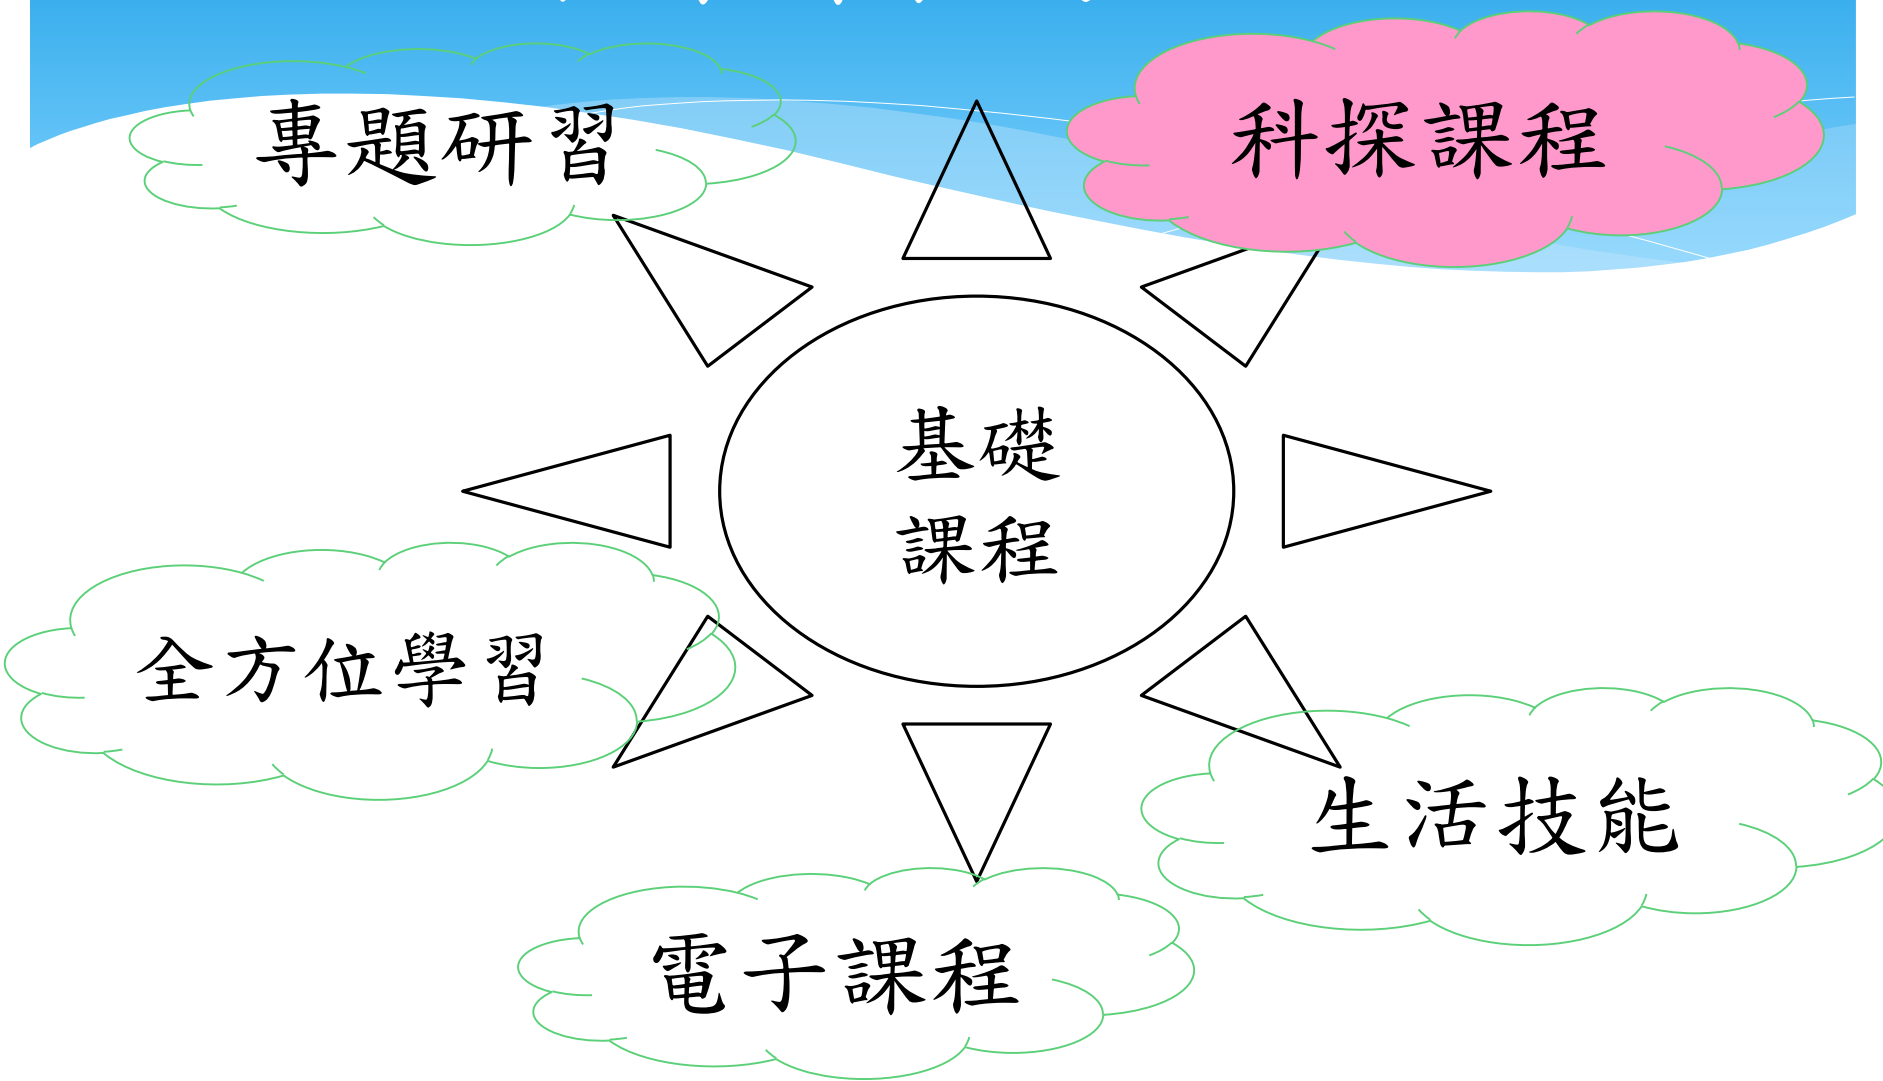 專題研習
科探課程
基礎
課程
全方位學習
生活技能
電子課程